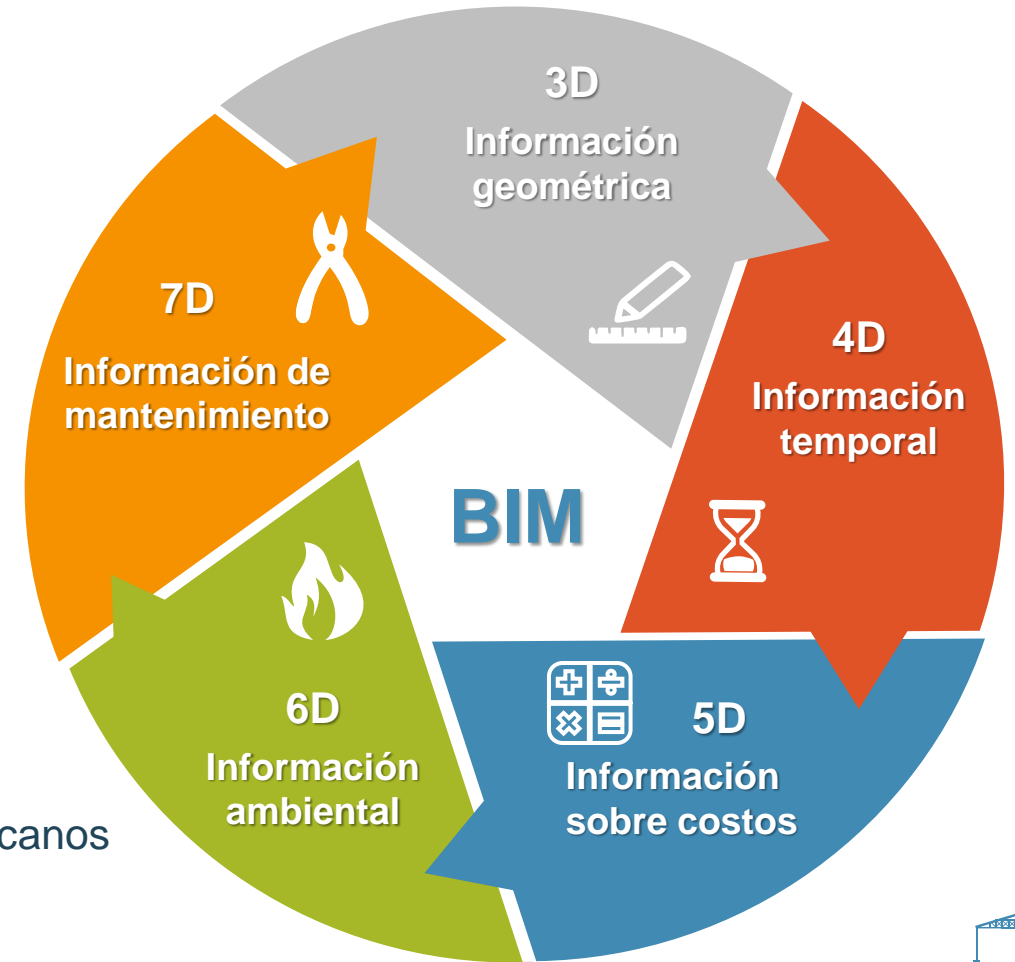 3D
Información
geométrica
4D
Información
temporal
5D
Información
sobre costos
6D
Información
ambiental
7D
Información de
mantenimiento
BIM
canos